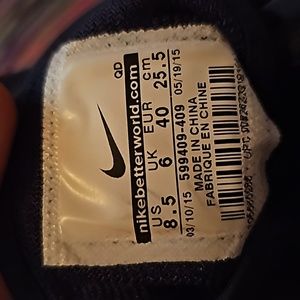 QD
nikebetterworld.com
US UK EUR cm
8.5 6 40 25.5
03/10/15 05/19/15
599409-409
MADE IN CHINA
FABRIQUÉ EN CHINE